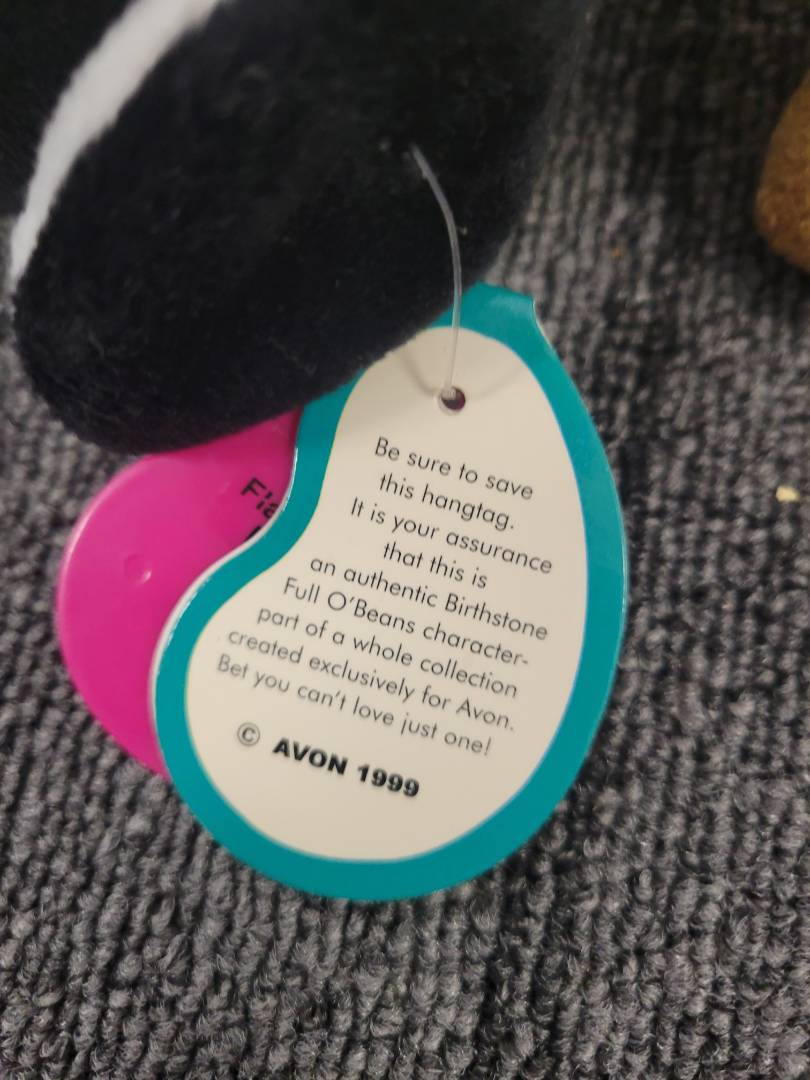 Be sure to save
this hangtag.
It is your assurance
that this is
an authentic Birthstone
Full O'Beans character-
part of a whole collection
created exclusively for Avon.
Bet you can't love just one!
© AVON 1999